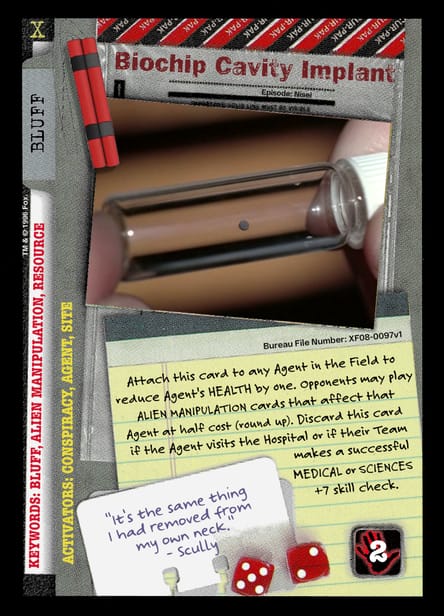 X
BLUFF
TM & © 1996 Fox.
KEYWORDS: BLUFF, ALIEN MANIPULATION, RESOURCE
ACTIVATORS: CONSPIRACY, AGENT, SITE
Biochip Cavity Implant
Episode: Nisei
Bureau File Number: XF08-0097v1
Attach this card to any Agent in the Field to
reduce Agent's HEALTH by one. Opponents may play
ALIEN MANIPULATION cards that affect that
Agent at half cost (round up). Discard this card
if the Agent visits the Hospital or if their Team
makes a successful
MEDICAL or SCIENCES
+7 skill check.
"It's the same thing
I had removed from
my own neck."
- Scully
2